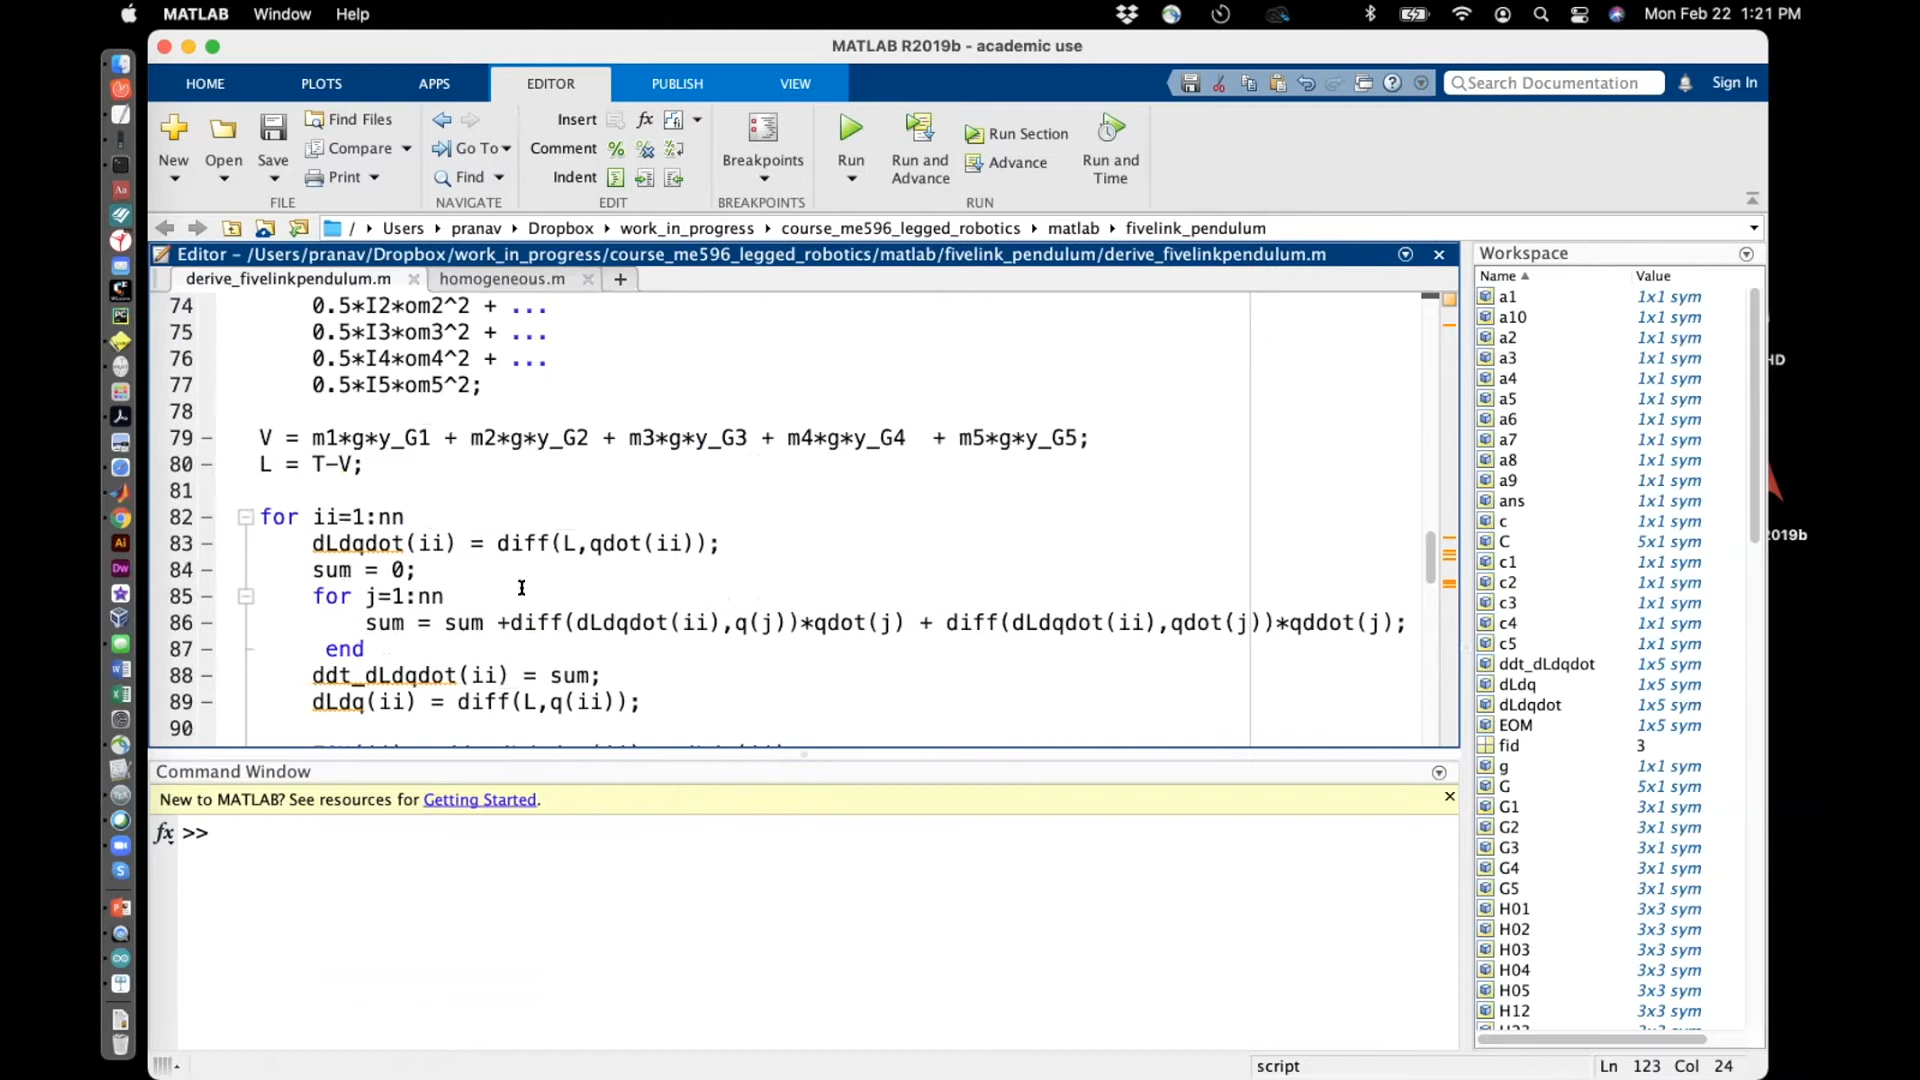 MATLAB Window Help
Mon Feb 22 1:21 PM
MATLAB R2019b - academic use
HOME PLOTS APPS EDITOR PUBLISH VIEW
Search Documentation
Sign In
New Open Save
Find Files
Compare
Print
Go To
Find
Insert
Comment
Indent
Breakpoints
Run
Run and Advance
Run Section
Advance
Run and Time
FILE NAVIGATE EDIT BREAKPOINTS RUN
/ Users pranav Dropbox work_in_progress course_me596_legged_robotics matlab fivelink_pendulum
Editor - /Users/pranav/Dropbox/work_in_progress/course_me596_legged_robotics/matlab/fivelink_pendulum/derive_fivelinkpendulum.m
derive_fivelinkpendulum.m homogeneous.m +
74 0.5*I2*om2^2 + ...
75 0.5*I3*om3^2 + ...
76 0.5*I4*om4^2 + ...
77 0.5*I5*om5^2;
78
79 – V = m1*g*y_G1 + m2*g*y_G2 + m3*g*y_G3 + m4*g*y_G4 + m5*g*y_G5;
80 – L = T-V;
81
82 – for ii=1:nn
83 – dLdqdot(ii) = diff(L,qdot(ii));
84 – sum = 0;
85 – for j=1:nn
86 – sum = sum +diff(dLdqdot(ii),q(j))*qdot(j) + diff(dLdqdot(ii),qdot(j))*qddot(j);
87 – end
88 – ddt_dLdqdot(ii) = sum;
89 – dLdq(ii) = diff(L,q(ii));
90
Command Window
New to MATLAB? See resources for Getting Started.
fx >>
Workspace
Name Value
a1 1x1 sym
a10 1x1 sym
a2 1x1 sym
a3 1x1 sym
a4 1x1 sym
a5 1x1 sym
a6 1x1 sym
a7 1x1 sym
a8 1x1 sym
a9 1x1 sym
ans 1x1 sym
c 1x1 sym
C 5x1 sym
c1 1x1 sym
c2 1x1 sym
c3 1x1 sym
c4 1x1 sym
c5 1x1 sym
ddt_dLdqdot 1x5 sym
dLdq 1x5 sym
dLdqdot 1x5 sym
EOM 1x5 sym
fid 3
g 1x1 sym
G 5x1 sym
G1 3x1 sym
G2 3x1 sym
G3 3x1 sym
G4 3x1 sym
G5 3x1 sym
H01 3x3 sym
H02 3x3 sym
H03 3x3 sym
H04 3x3 sym
H05 3x3 sym
H12 3x3 sym
HD
2019b
script
Ln 123 Col 24